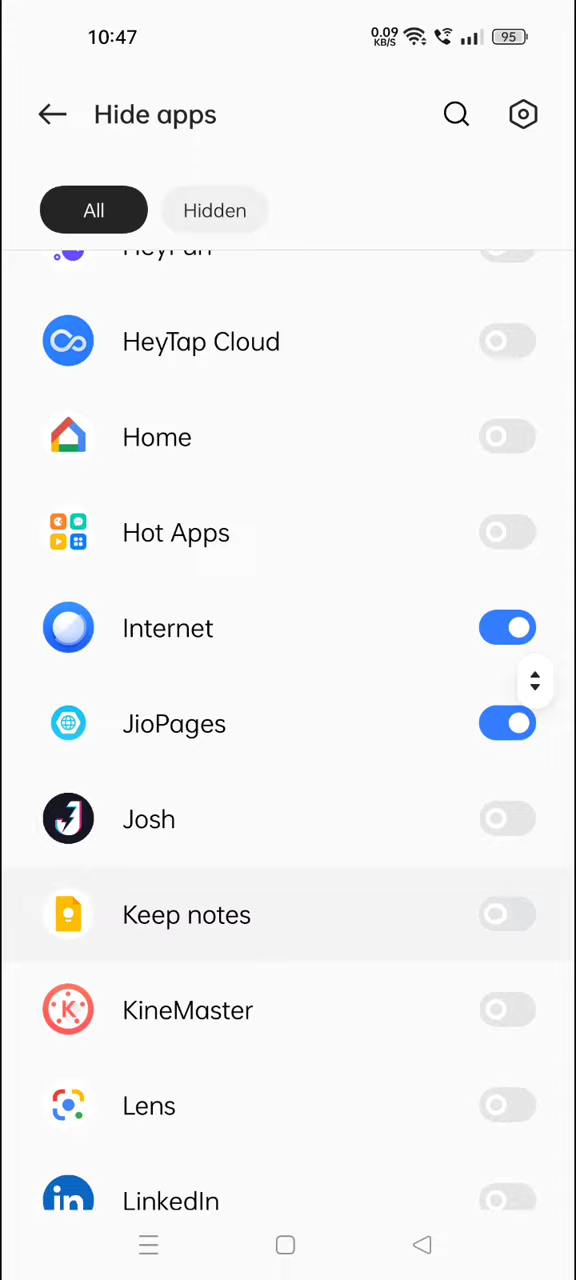 10:47
0.09
KB/S
95
Hide apps
All
Hidden
HeyFun
HeyTap Cloud
Home
Hot Apps
Internet
JioPages
Josh
Keep notes
KineMaster
Lens
LinkedIn